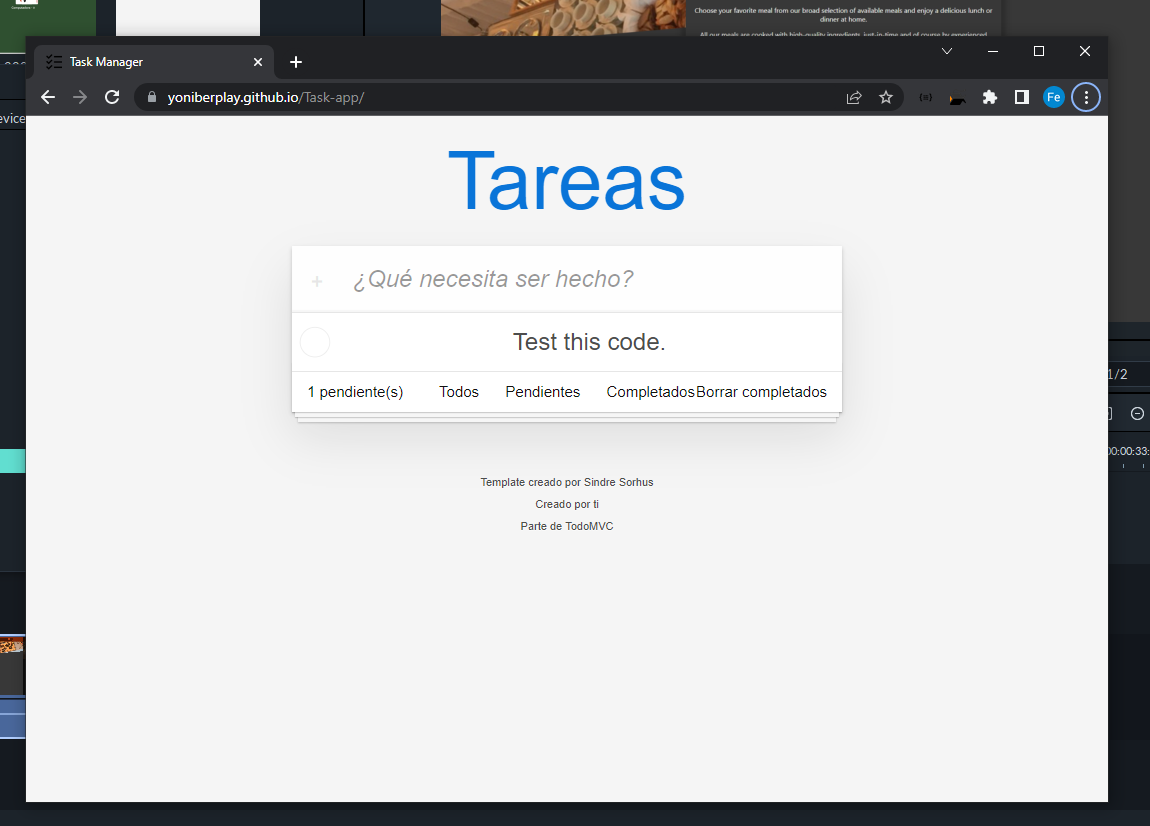 Choose your favorite meal from our broad selection of available meals and enjoy a delicious lunch or
dinner at home.
All our meals are cooked with high-quality ingredients, just-in-time and of course by experienced
Task Manager
yoniberplay.github.io/Task-app/
Fe
evice
Tareas
+ ¿Qué necesita ser hecho?
Test this code.
1 pendiente(s) Todos Pendientes Completados Borrar completados
1/2
00:00:33:
Template creado por Sindre Sorhus
Creado por ti
Parte de TodoMVC